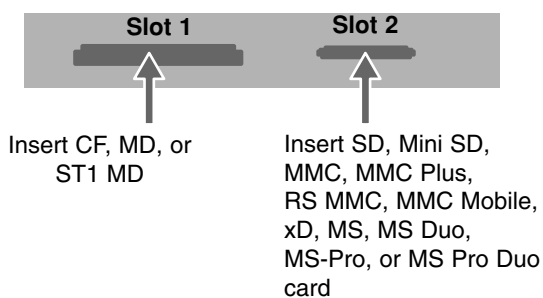 Slot 1
Slot 2
Insert CF, MD, or
ST1 MD
Insert SD, Mini SD,
MMC, MMC Plus,
RS MMC, MMC Mobile,
xD, MS, MS Duo,
MS-Pro, or MS Pro Duo
card